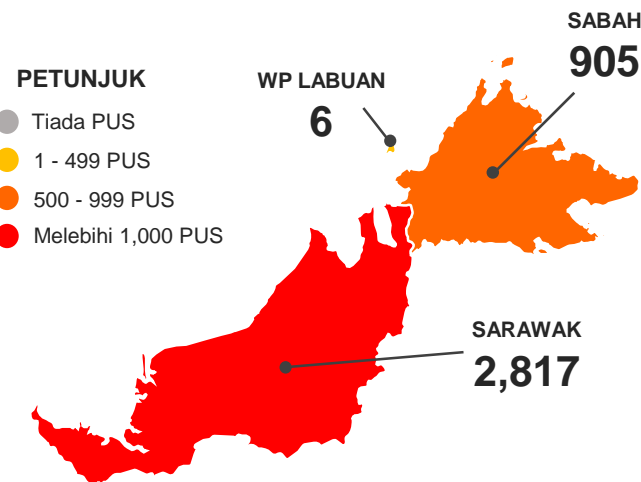 SABAH
905
PETUNJUK
WP LABUAN
6
Tiada PUS
1 - 499 PUS
500 - 999 PUS
Melebihi 1,000 PUS
SARAWAK
2,817